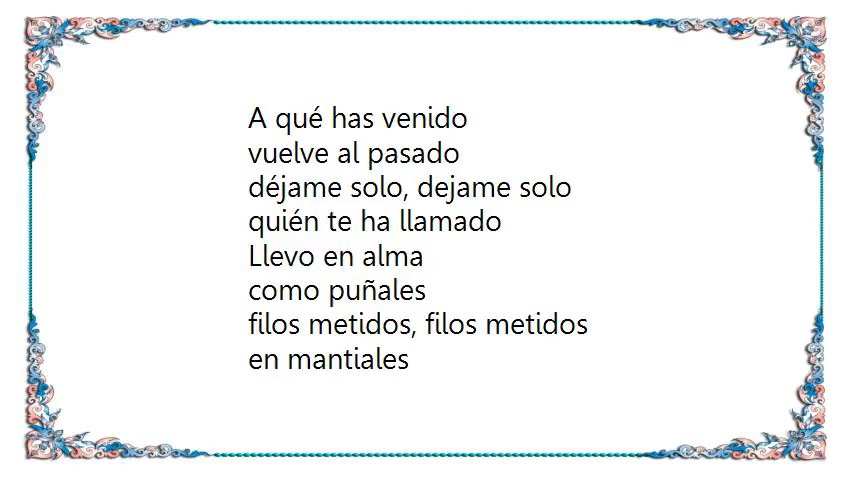 A qué has venido
vuelve al pasado
déjame solo, dejame solo
quién te ha llamado
Llevo en alma
como puñales
filos metidos, filos metidos
en mantiales